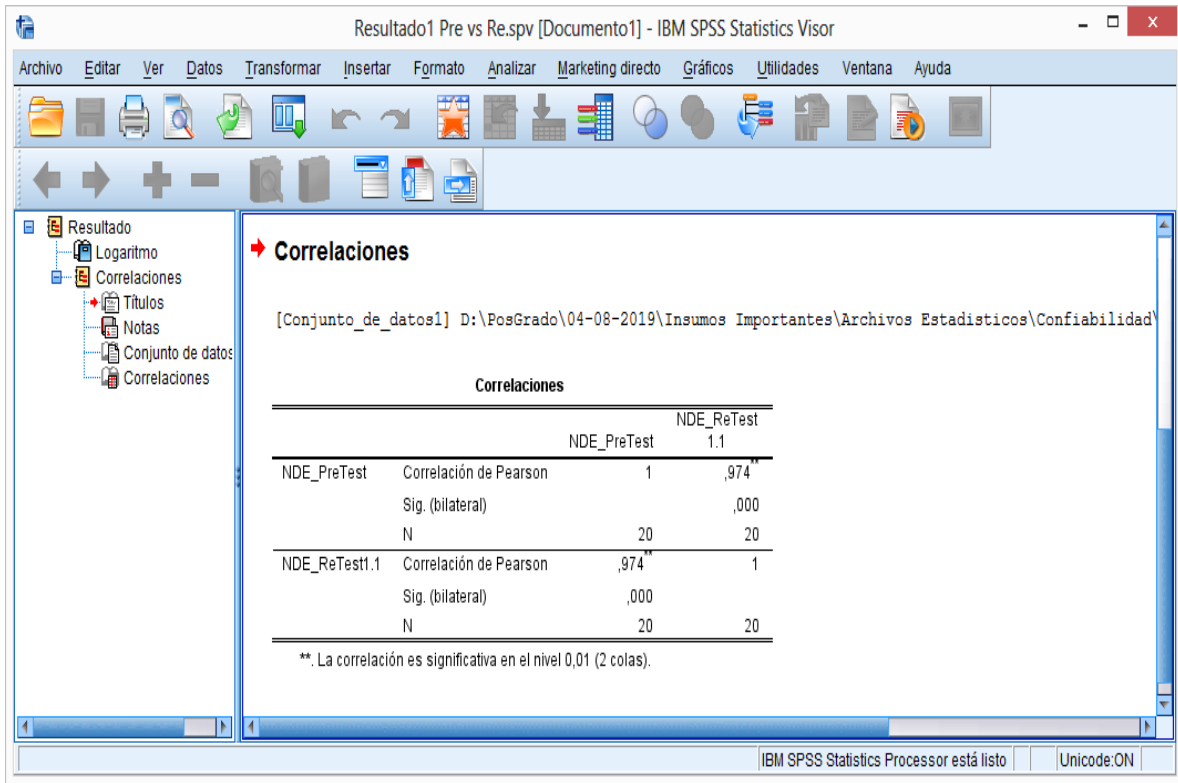 Resultado1 Pre vs Re.spv [Documento1] - IBM SPSS Statistics Visor
Archivo Editar Ver Datos Transformar Insertar Formato Analizar Marketing directo Gráficos Utilidades Ventana Ayuda
Resultado
Logaritmo
Correlaciones
Títulos
Notas
Conjunto de datos
Correlaciones
Correlaciones
[Conjunto_de_datos1] D:\PosGrado\04-08-2019\Insumos Importantes\Archivos Estadisticos\Confiabilidad\
Correlaciones
NDE_PreTest NDE_ReTest
1.1
NDE_PreTest Correlación de Pearson 1 ,974**
Sig. (bilateral) ,000
N 20 20
NDE_ReTest1.1 Correlación de Pearson ,974** 1
Sig. (bilateral) ,000
N 20 20
**. La correlación es significativa en el nivel 0,01 (2 colas).
IBM SPSS Statistics Processor está listo Unicode:ON